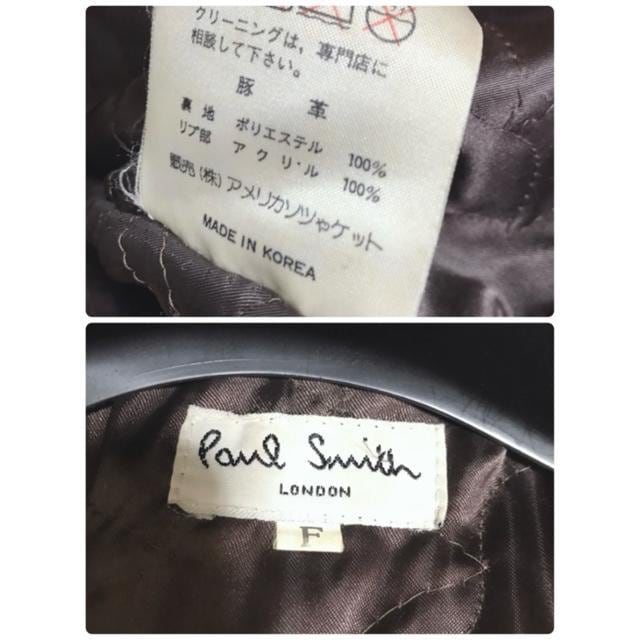 クリーニングは、専門店に
相談して下さい。
豚 革
裏 地 ポリエステル 100%
リブ部 アクリ・ル 100%
販売(株)アメリカンジャケット
MADE IN KOREA
Paul Smith
LONDON
F